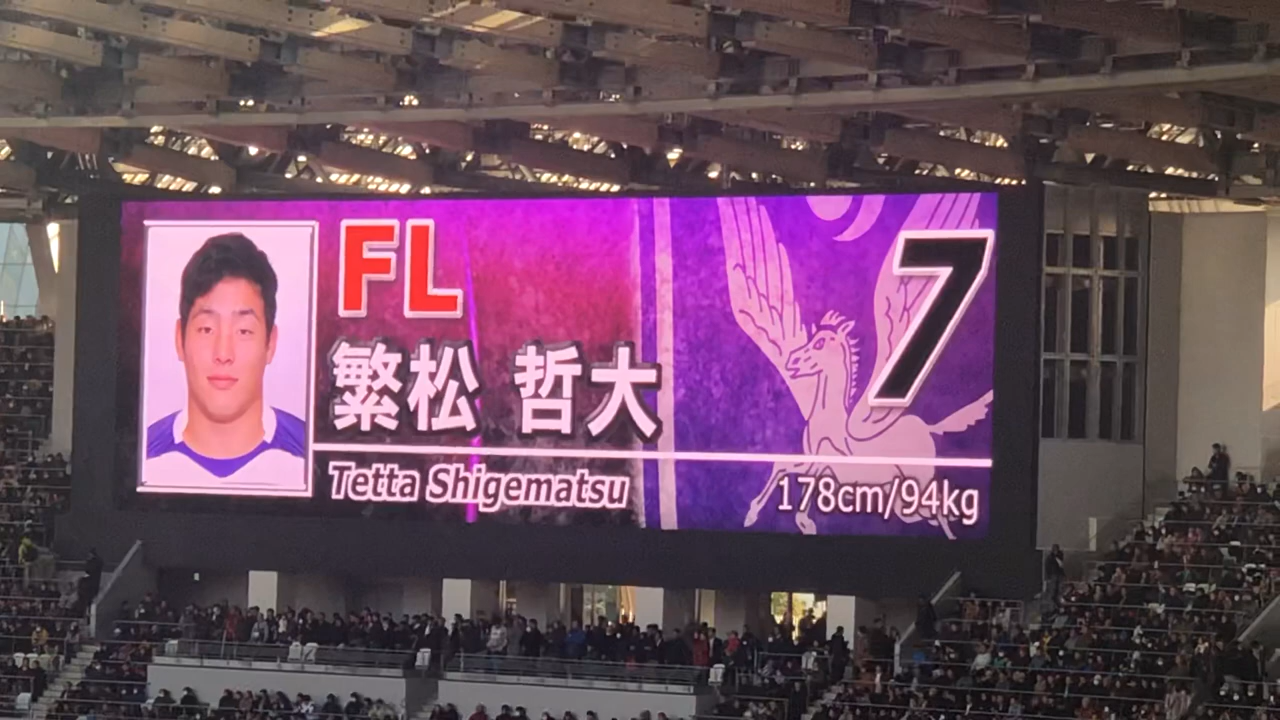 FL
7
繁松 哲大
Tetta Shigematsu
178cm/94kg